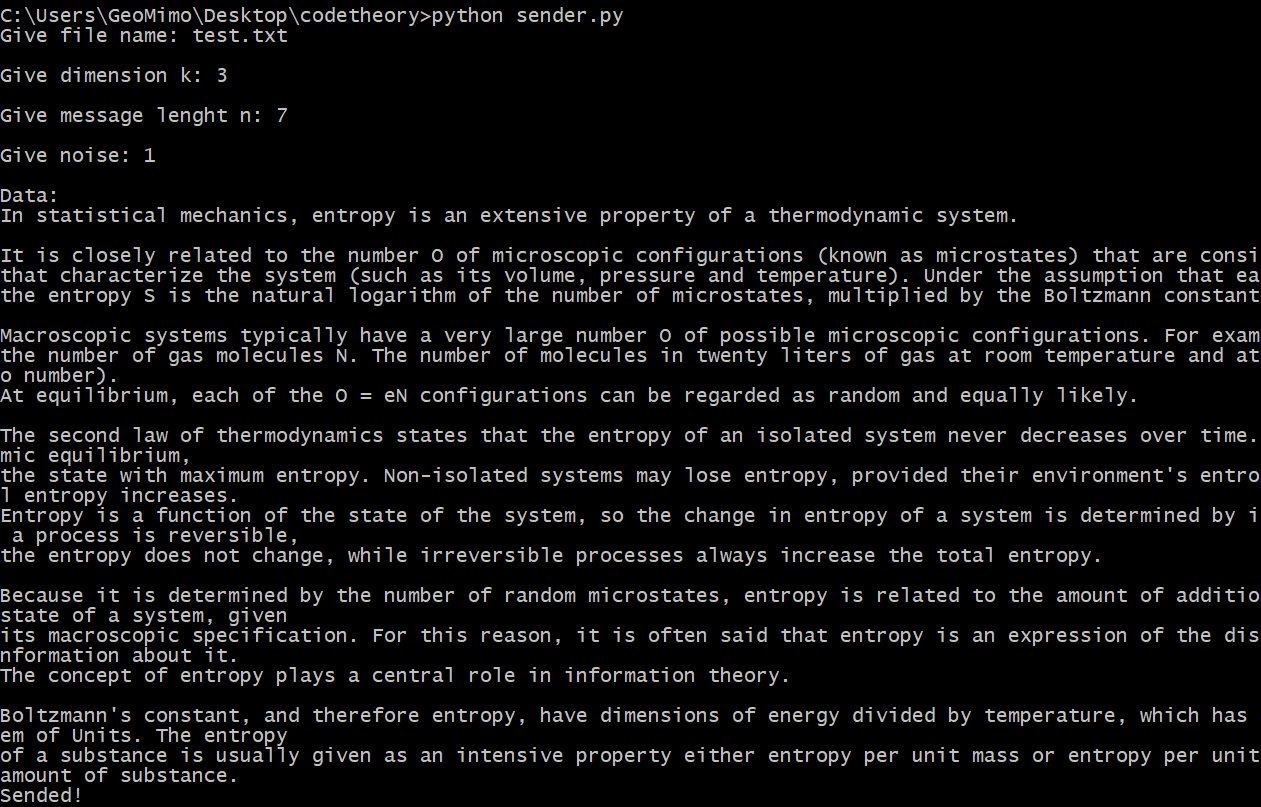 C:\Users\GeoMimo\Desktop\codetheory>python sender.py
Give file name: test.txt
Give dimension k: 3
Give message lenght n: 7
Give noise: 1
Data:
In statistical mechanics, entropy is an extensive property of a thermodynamic system.
It is closely related to the number O of microscopic configurations (known as microstates) that are consi
that characterize the system (such as its volume, pressure and temperature). Under the assumption that ea
the entropy S is the natural logarithm of the number of microstates, multiplied by the Boltzmann constant
Macroscopic systems typically have a very large number O of possible microscopic configurations. For exam
the number of gas molecules N. The number of molecules in twenty liters of gas at room temperature and at
o number).
At equilibrium, each of the O = eN configurations can be regarded as random and equally likely.
The second law of thermodynamics states that the entropy of an isolated system never decreases over time.
mic equilibrium,
the state with maximum entropy. Non-isolated systems may lose entropy, provided their environment's entro
l entropy increases.
Entropy is a function of the state of the system, so the change in entropy of a system is determined by i
a process is reversible,
the entropy does not change, while irreversible processes always increase the total entropy.
Because it is determined by the number of random microstates, entropy is related to the amount of additio
state of a system, given
its macroscopic specification. For this reason, it is often said that entropy is an expression of the dis
nformation about it.
The concept of entropy plays a central role in information theory.
Boltzmann's constant, and therefore entropy, have dimensions of energy divided by temperature, which has
em of Units. The entropy
of a substance is usually given as an intensive property either entropy per unit mass or entropy per unit
amount of substance.
Sended!